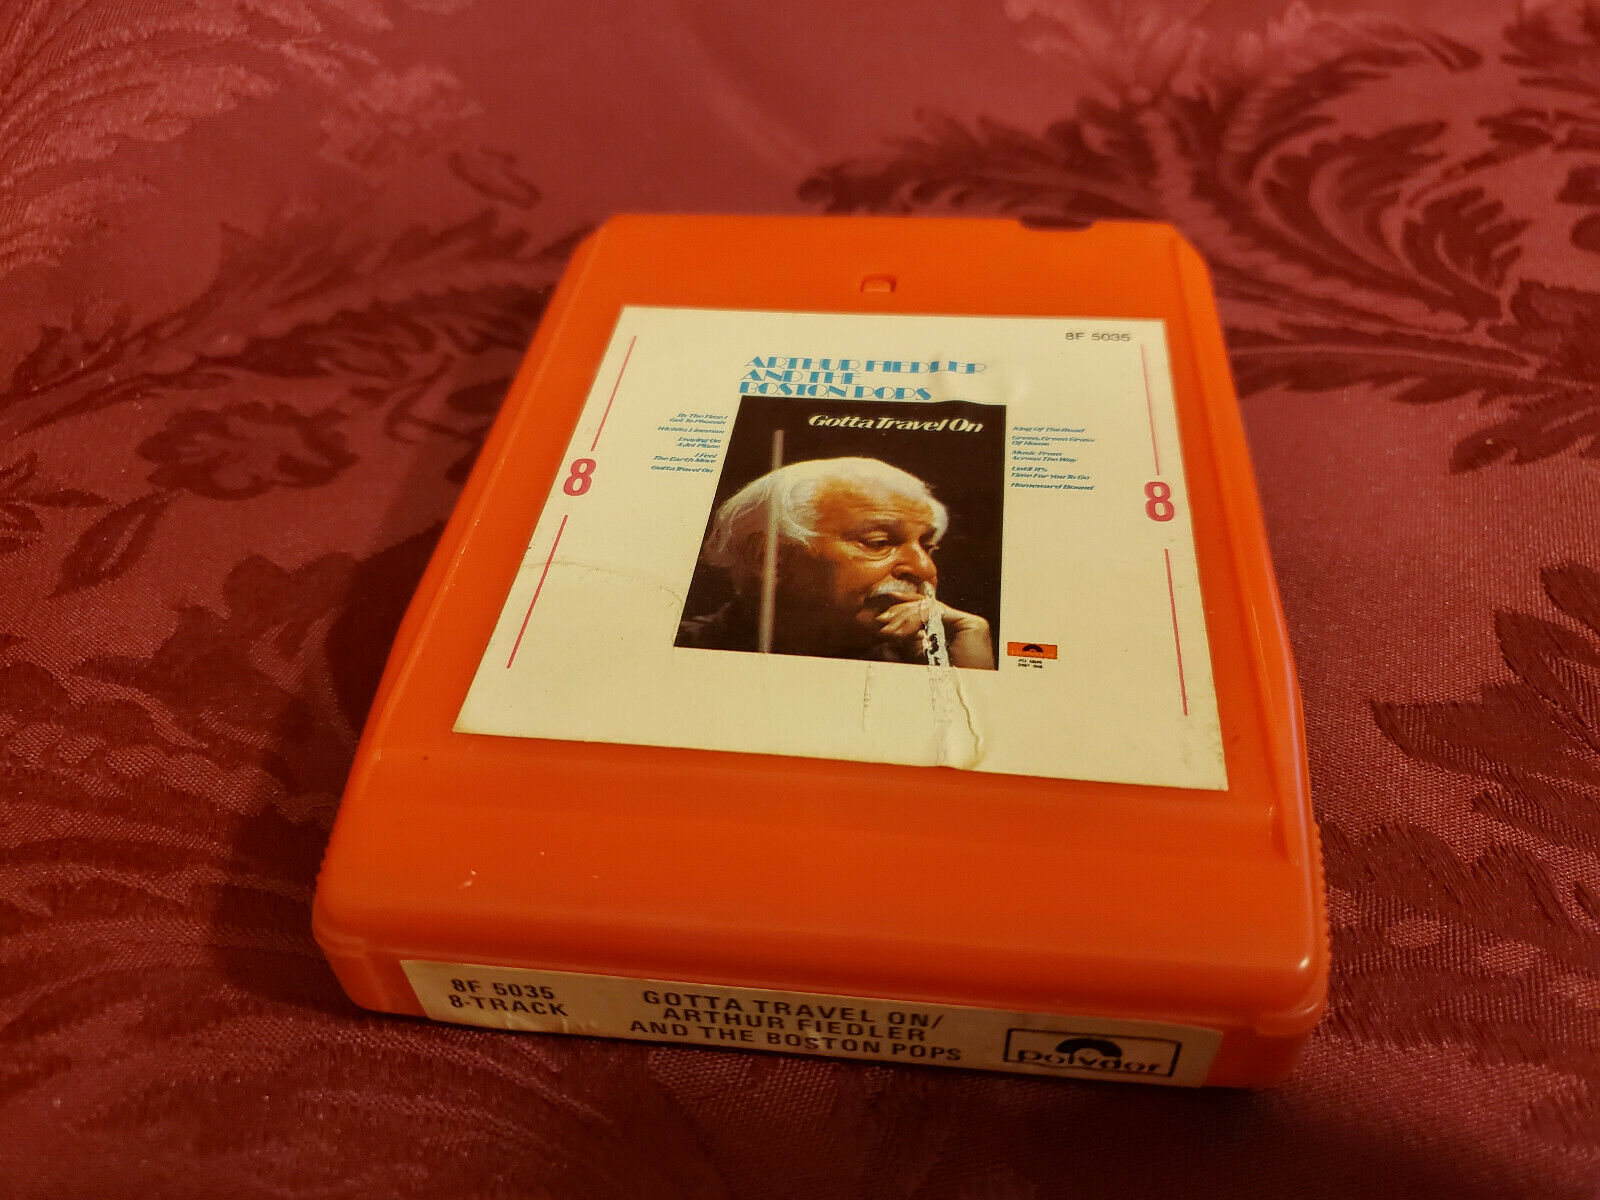 8F 5035
ARTHUR FIEDLER
AND THE
BOSTON POPS
Gotta Travel On
By The Time I
Get To Phoenix
Wichita Lineman
Leaving On
A Jet Plane
I Feel
The Earth Move
Gotta Travel On
King Of The Road
Green, Green Grass
Of Home
Music From
Across The Way
Until It's
Time For You To Go
Homeward Bound
8
8
8F 5035
8-TRACK
GOTTA TRAVEL ON/
ARTHUR FIEDLER
AND THE BOSTON POPS
polydor